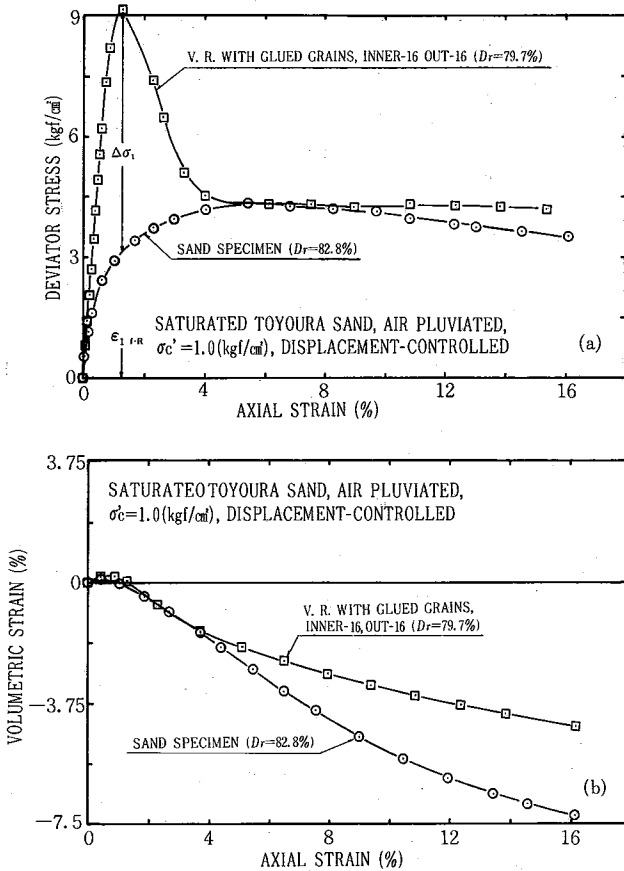 9
6
3
0
DEVIATOR STRESS (kgf/㎠)
V. R. WITH GLUED GRAINS, INNER-16 OUT-16 (Dr=79.7%)
Δσ₁
SAND SPECIMEN (Dr=82.8%)
SATURATED TOYOURA SAND, AIR PLUVIATED,
σc'=1.0(kgf/㎠), DISPLACEMENT-CONTROLLED
(a)
0 4 8 12 16
AXIAL STRAIN (%)
3.75
0
-3.75
-7.5
VOLUMETRIC STRAIN (%)
SATURATEOTOYOURA SAND, AIR PLUVIATED,
σ'c=1.0(kgf/㎠), DISPLACEMENT-CONTROLLED
V. R. WITH GLUED GRAINS,
INNER-16, OUT-16 (Dr=79.7%)
SAND SPECIMEN (Dr=82.8%)
(b)
0 4 8 12 16
AXIAL STRAIN (%)